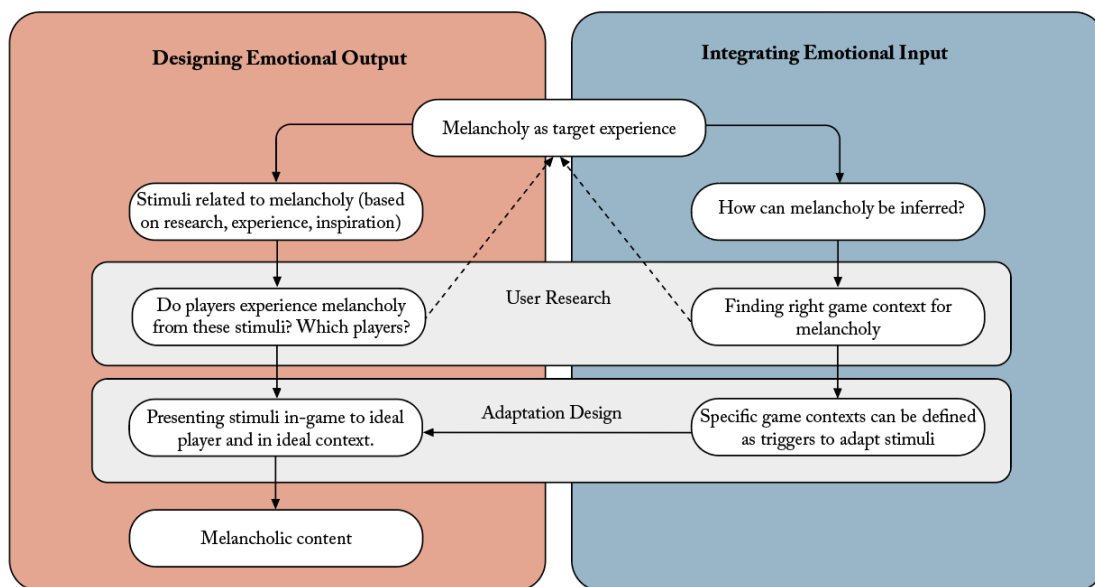 Designing Emotional Output
Integrating Emotional Input
Melancholy as target experience
Stimuli related to melancholy (based
on research, experience, inspiration)
How can melancholy be inferred?
User Research
Do players experience melancholy
from these stimuli? Which players?
Finding right game context for
melancholy
Adaptation Design
Presenting stimuli in-game to ideal
player and in ideal context.
Specific game contexts can be defined
as triggers to adapt stimuli
Melancholic content